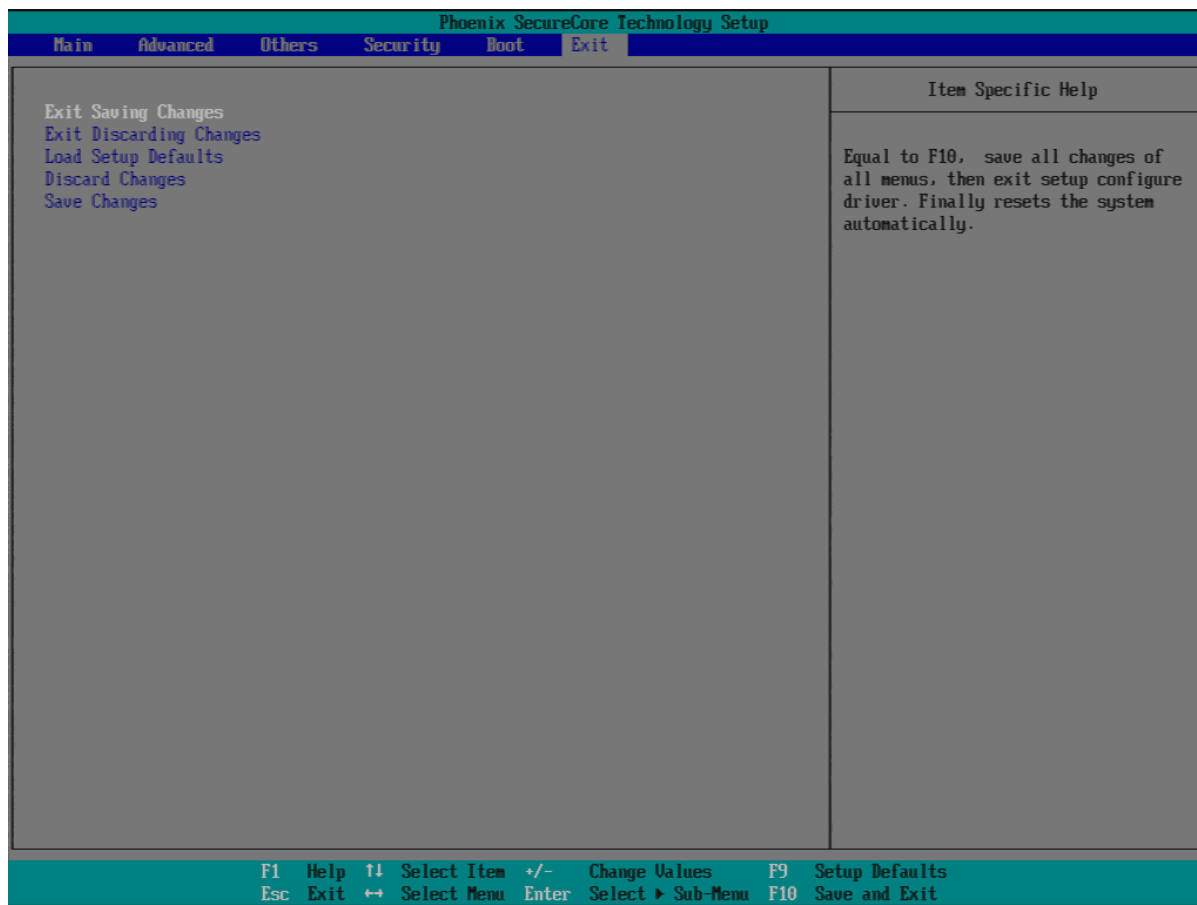 Phoenix SecureCore Technology Setup
Main Advanced Others Security Boot Exit
Exit Saving Changes
Exit Discarding Changes
Load Setup Defaults
Discard Changes
Save Changes
Item Specific Help
Equal to F10, save all changes of
all menus, then exit setup configure
driver. Finally resets the system
automatically.
F1 Help ↑↓ Select Item +/- Change Values F9 Setup Defaults
Esc Exit ↔ Select Menu Enter Select ▶ Sub-Menu F10 Save and Exit